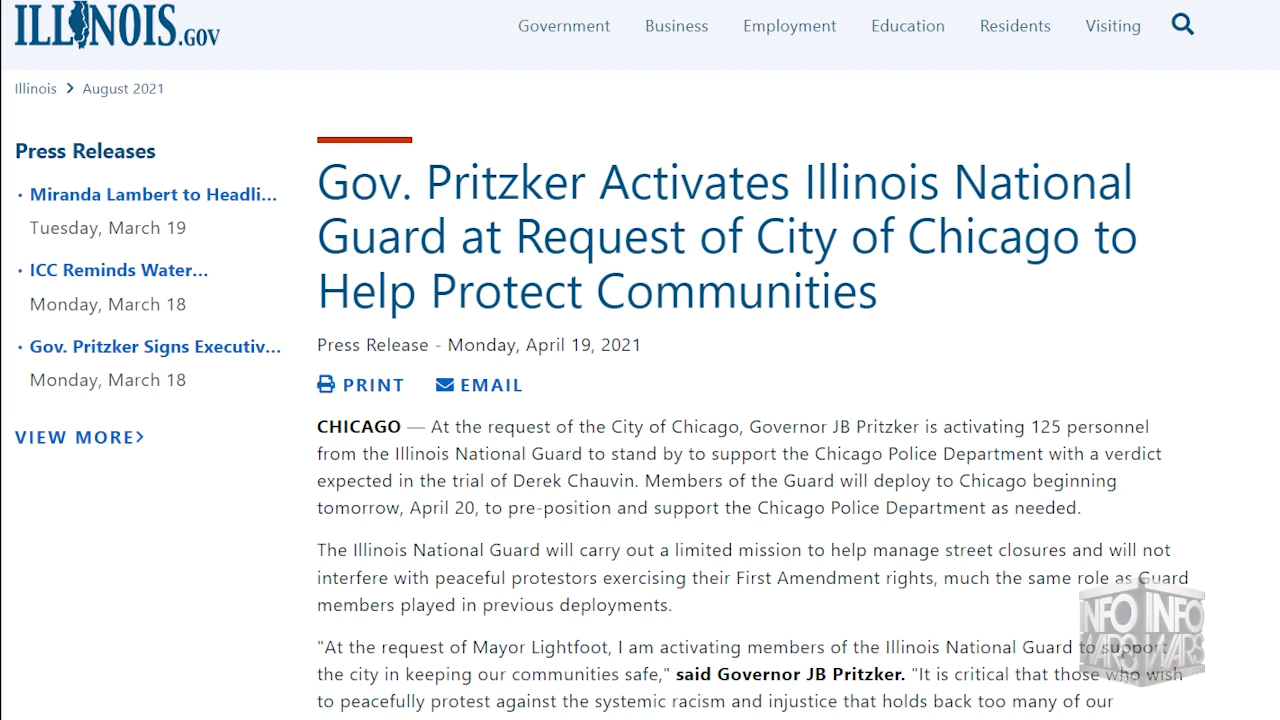 ILLINOIS.GOV
Government Business Employment Education Residents Visiting
Illinois > August 2021
Press Releases
· Miranda Lambert to Headli...
Tuesday, March 19
· ICC Reminds Water...
Monday, March 18
· Gov. Pritzker Signs Executiv...
Monday, March 18
VIEW MORE>
Gov. Pritzker Activates Illinois National
Guard at Request of City of Chicago to
Help Protect Communities
Press Release - Monday, April 19, 2021
PRINT EMAIL
CHICAGO — At the request of the City of Chicago, Governor JB Pritzker is activating 125 personnel
from the Illinois National Guard to stand by to support the Chicago Police Department with a verdict
expected in the trial of Derek Chauvin. Members of the Guard will deploy to Chicago beginning
tomorrow, April 20, to pre-position and support the Chicago Police Department as needed.
The Illinois National Guard will carry out a limited mission to help manage street closures and will not
interfere with peaceful protestors exercising their First Amendment rights, much the same role as Guard
members played in previous deployments.
"At the request of Mayor Lightfoot, I am activating members of the Illinois National Guard to support
the city in keeping our communities safe," said Governor JB Pritzker. "It is critical that those who wish
to peacefully protest against the systemic racism and injustice that holds back too many of our
INFO INFO
WARS WARS